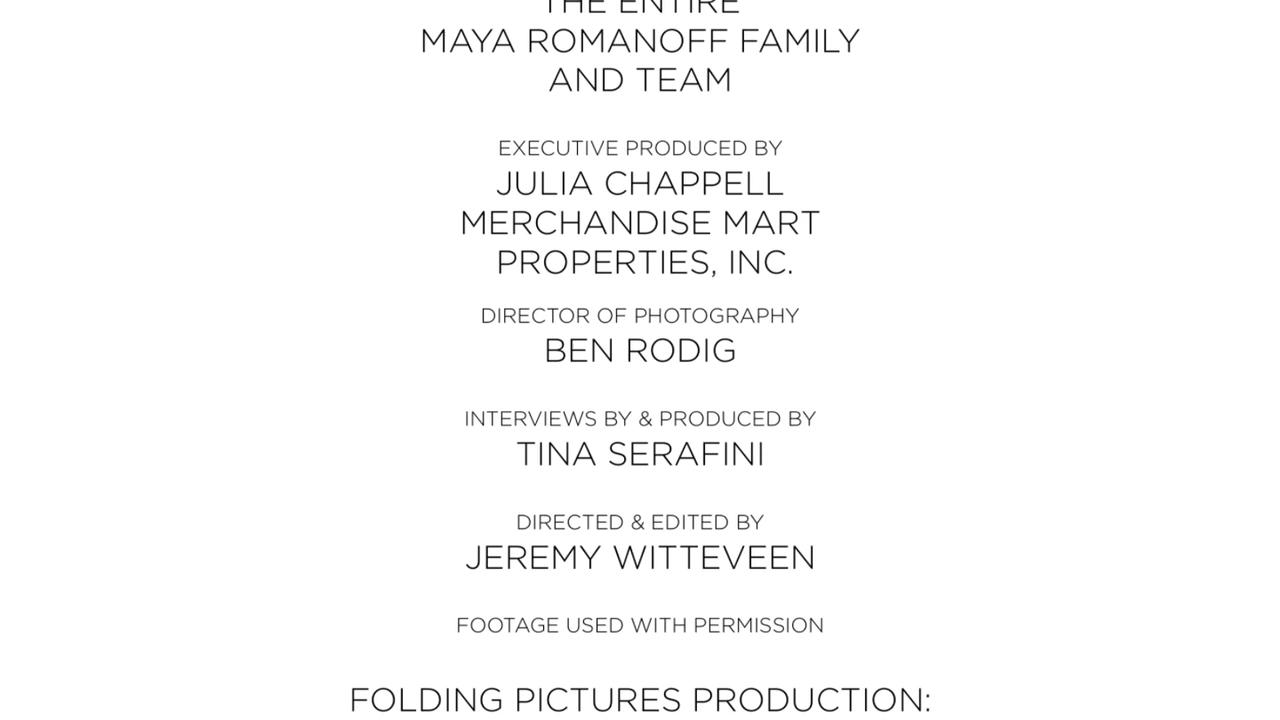 THE ENTIRE
MAYA ROMANOFF FAMILY
AND TEAM
EXECUTIVE PRODUCED BY
JULIA CHAPPELL
MERCHANDISE MART
PROPERTIES, INC.
DIRECTOR OF PHOTOGRAPHY
BEN RODIG
INTERVIEWS BY & PRODUCED BY
TINA SERAFINI
DIRECTED & EDITED BY
JEREMY WITTEVEEN
FOOTAGE USED WITH PERMISSION
FOLDING PICTURES PRODUCTION: